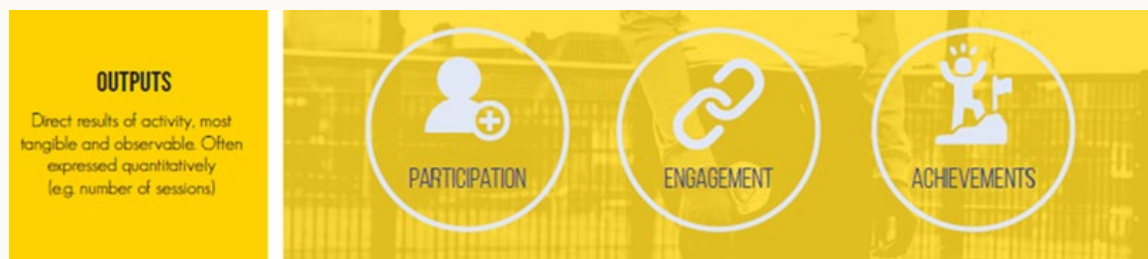 OUTPUTS
Direct results of activity, most
tangible and observable. Often
expressed quantitatively
(e.g. number of sessions)
PARTICIPATION
ENGAGEMENT
ACHIEVEMENTS